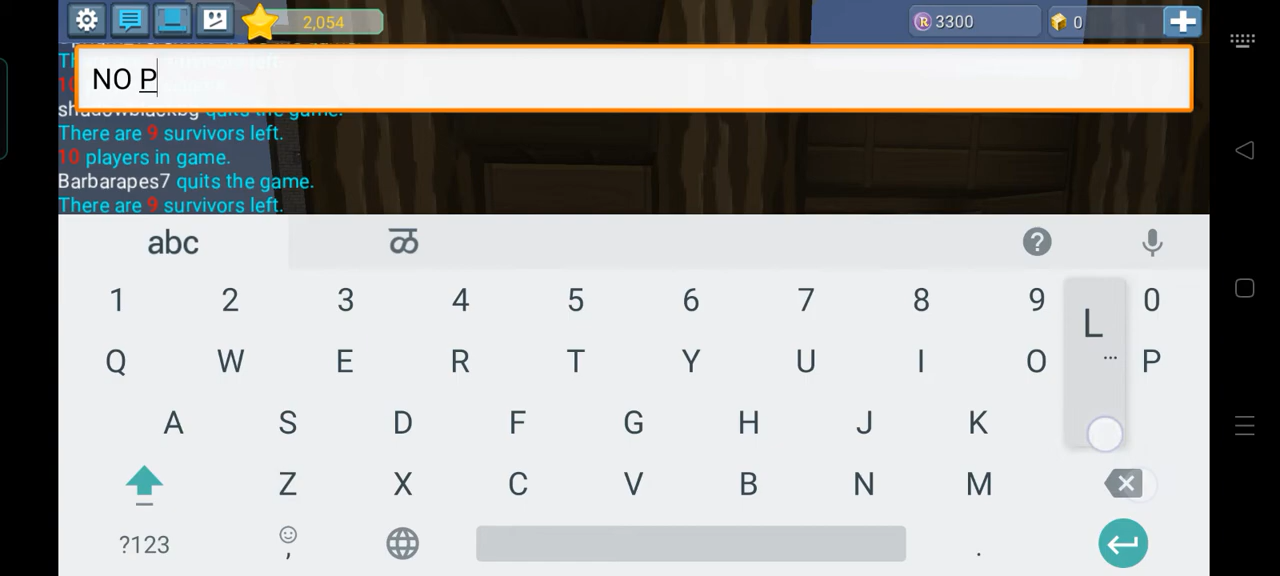 2,054
3300
0
NO P
shadowblackbg quits the game.
There are 9 survivors left.
10 players in game.
Barbarapes7 quits the game.
There are 9 survivors left.
abc
ळ
?
1 2 3 4 5 6 7 8 9 0
L
...
Q W E R T Y U I O P
A S D F G H J K
Z X C V B N M
?123 , .